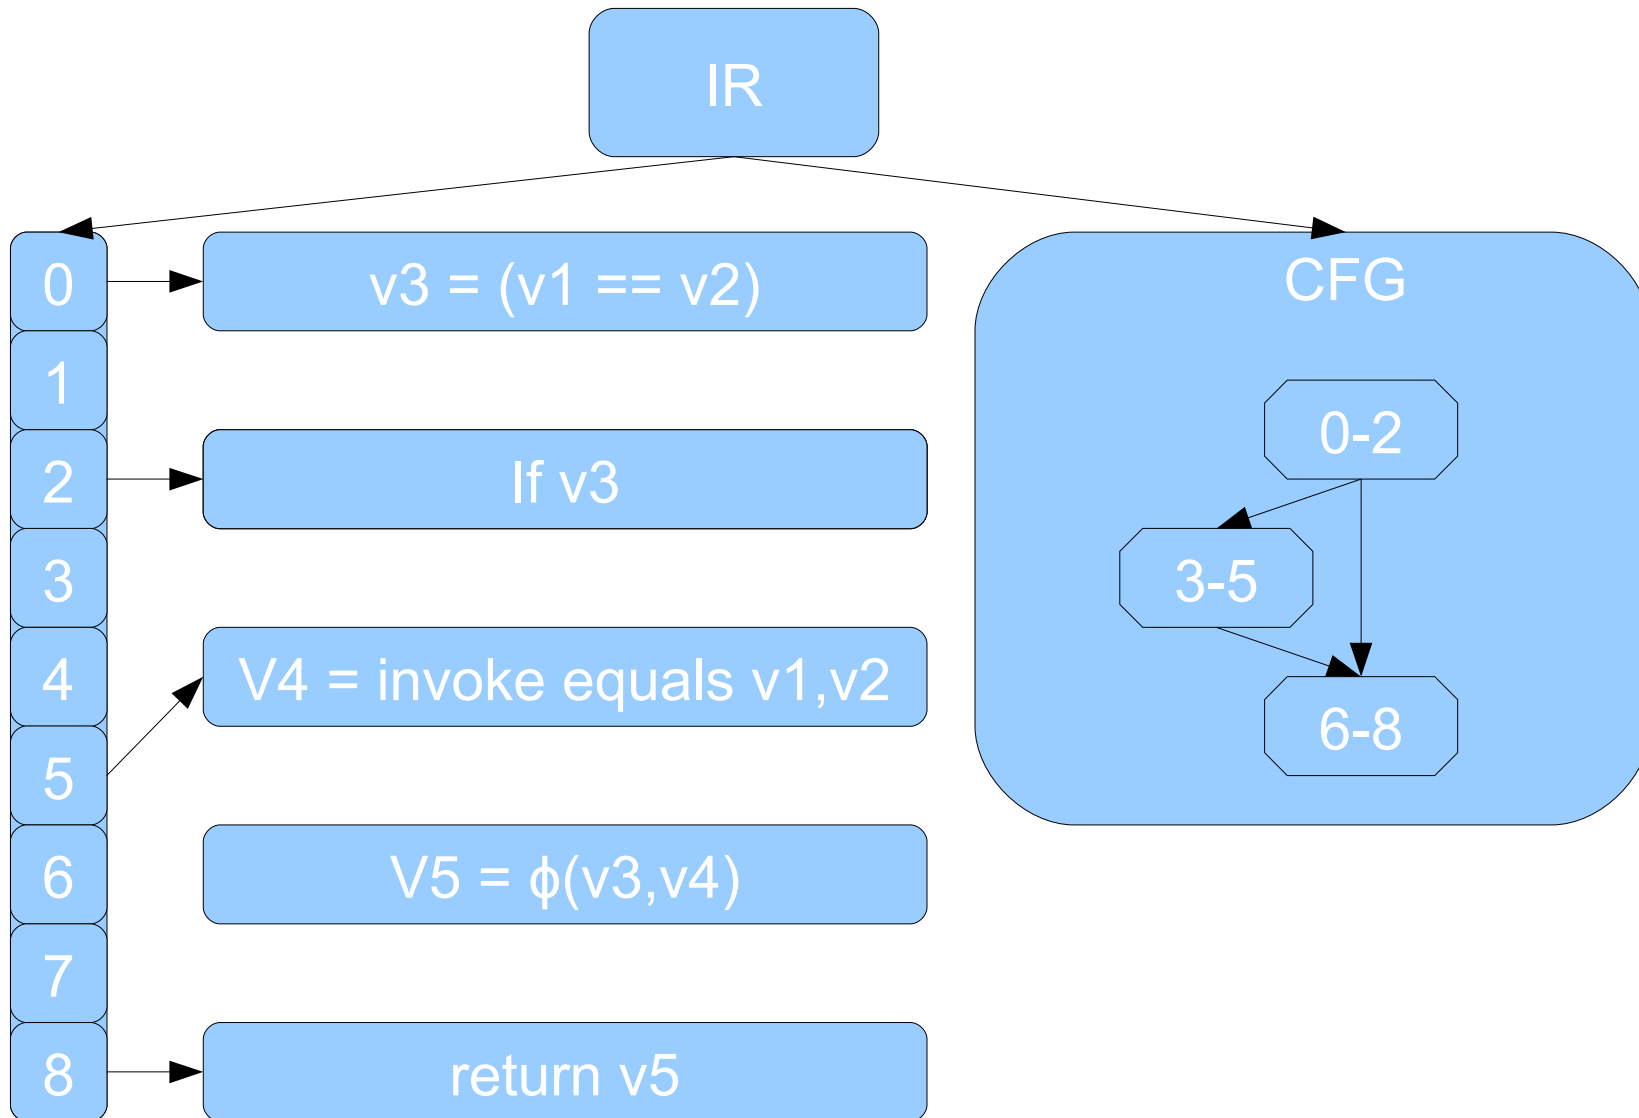 IR
0
v3 = (v1 == v2)
1
2
If v3
3
4
V4 = invoke equals v1,v2
5
6
V5 = ϕ(v3,v4)
7
8
return v5
CFG
0-2
3-5
6-8